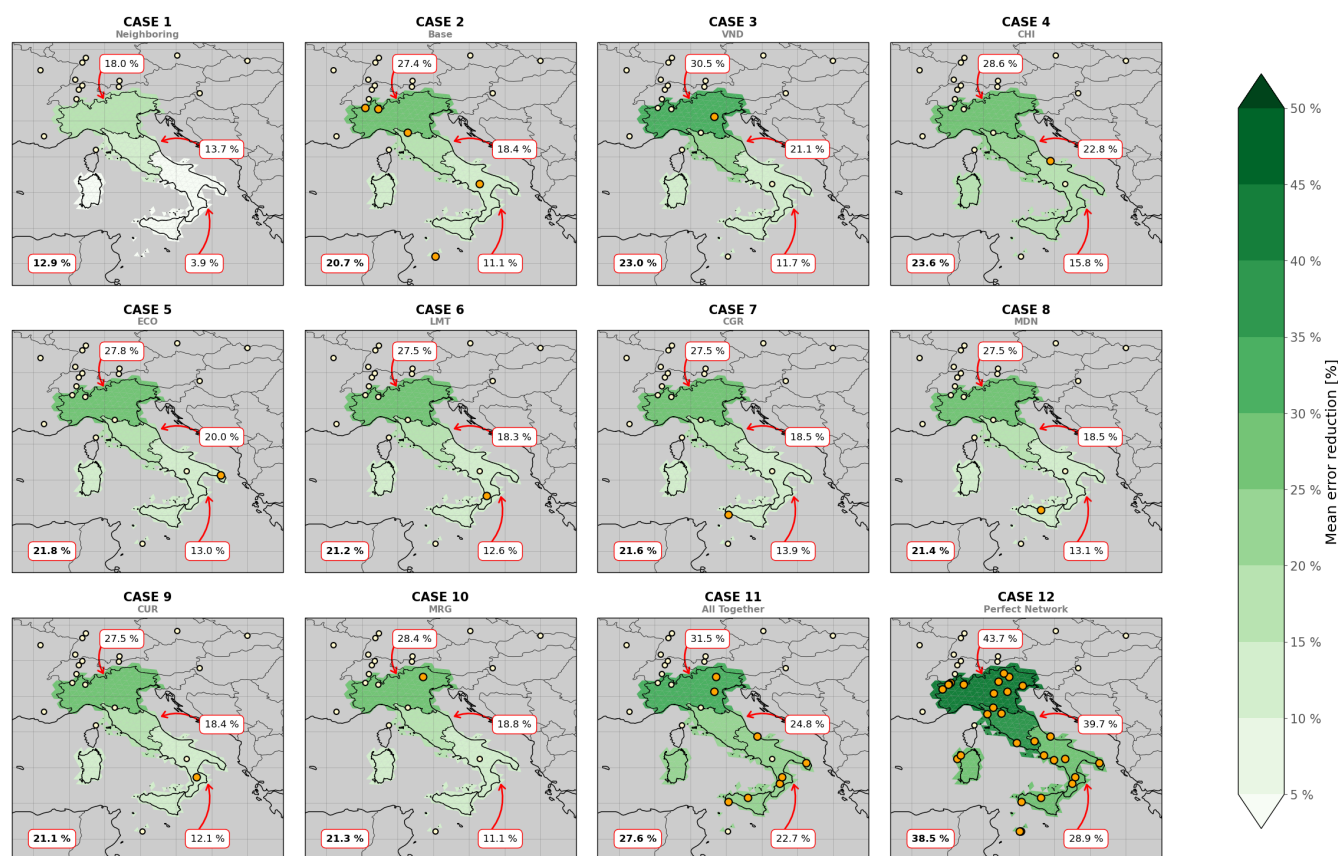 CASE 1
Neighboring
18.0 %
13.7 %
12.9 %
3.9 %
CASE 2
Base
27.4 %
18.4 %
20.7 %
11.1 %
CASE 3
VND
30.5 %
21.1 %
23.0 %
11.7 %
CASE 4
CHI
28.6 %
22.8 %
23.6 %
15.8 %
CASE 5
ECO
27.8 %
20.0 %
21.8 %
13.0 %
CASE 6
LMT
27.5 %
18.3 %
21.2 %
12.6 %
CASE 7
CGR
27.5 %
18.5 %
21.6 %
13.9 %
CASE 8
MDN
27.5 %
18.5 %
21.4 %
13.1 %
CASE 9
CUR
27.5 %
18.4 %
21.1 %
12.1 %
CASE 10
MRG
28.4 %
18.8 %
21.3 %
11.1 %
CASE 11
All Together
31.5 %
24.8 %
27.6 %
22.7 %
CASE 12
Perfect Network
43.7 %
39.7 %
38.5 %
28.9 %
50 %
45 %
40 %
35 %
30 %
25 %
20 %
15 %
10 %
5 %
Mean error reduction [%]